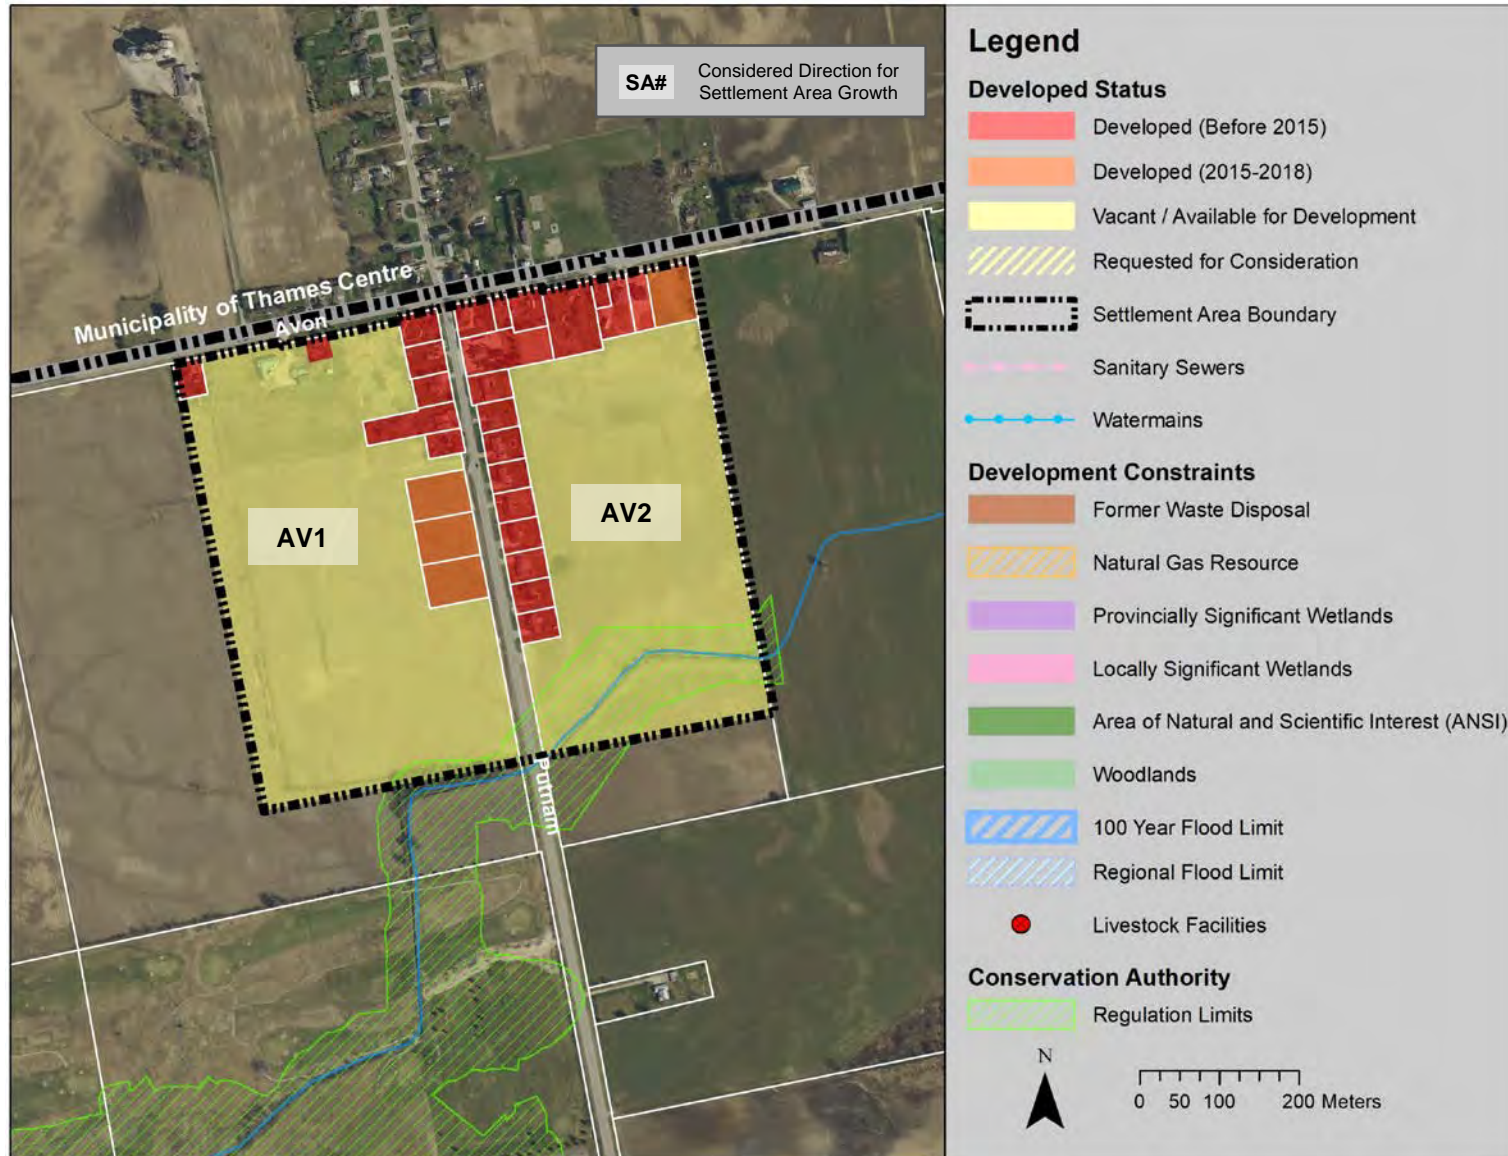 SA#
Considered Direction for
Settlement Area Growth
Municipality of Thames Centre
Avon
AV1
AV2
Putnam
Legend
Developed Status
Developed (Before 2015)
Developed (2015-2018)
Vacant / Available for Development
Requested for Consideration
Settlement Area Boundary
Sanitary Sewers
Watermains
Development Constraints
Former Waste Disposal
Natural Gas Resource
Provincially Significant Wetlands
Locally Significant Wetlands
Area of Natural and Scientific Interest (ANSI)
Woodlands
100 Year Flood Limit
Regional Flood Limit
Livestock Facilities
Conservation Authority
Regulation Limits
N
0 50 100 200 Meters